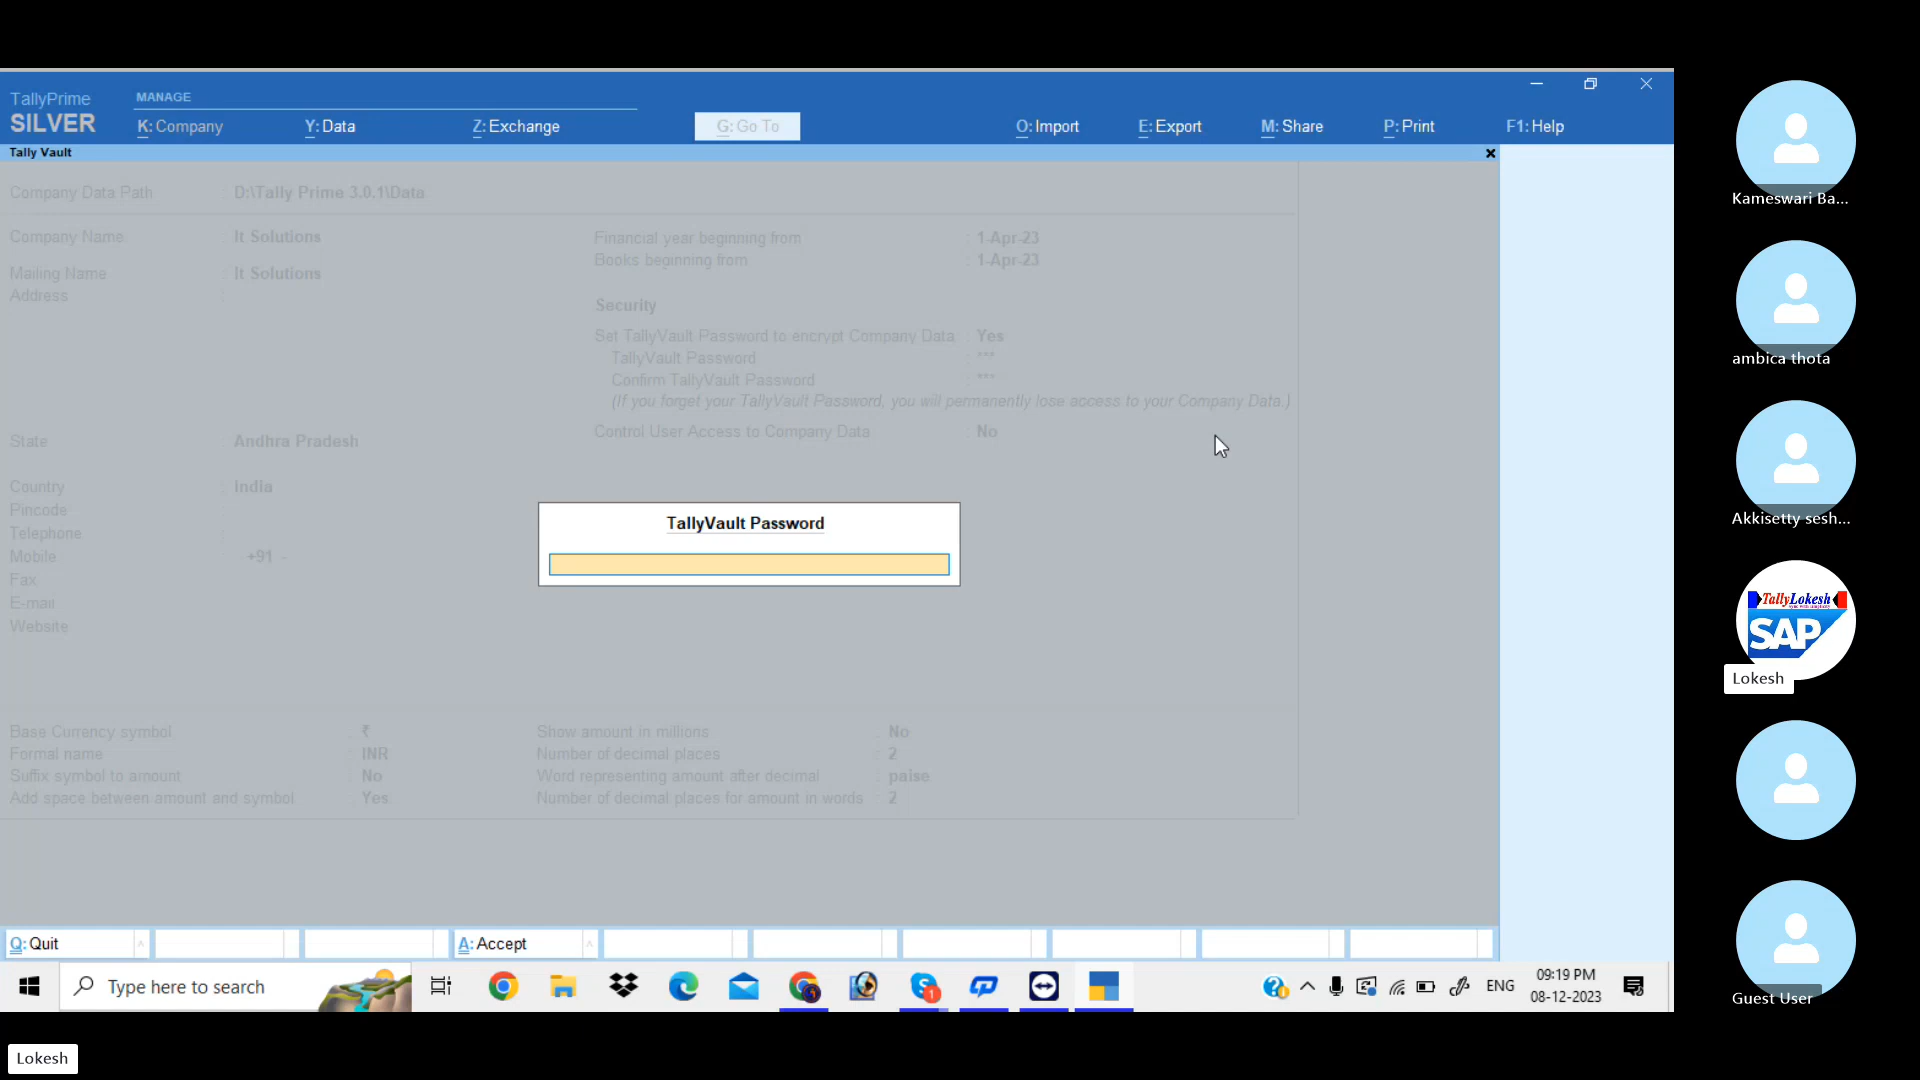 TallyPrime
SILVER
MANAGE
K: Company
Y: Data
Z: Exchange
G: Go To
O: Import
E: Export
M: Share
P: Print
F1: Help
Tally Vault
Company Data Path : D:\Tally Prime 3.0.1\Data
Company Name : It Solutions
Mailing Name : It Solutions
Address :
State : Andhra Pradesh
Country : India
Pincode :
Telephone :
Mobile : +91 -
Fax :
E-mail :
Website :
Financial year beginning from : 1-Apr-23
Books beginning from : 1-Apr-23
Security
Set TallyVault Password to encrypt Company Data : Yes
TallyVault Password : ***
Confirm TallyVault Password : ***
(If you forget your TallyVault Password, you will permanently lose access to your Company Data.)
Control User Access to Company Data : No
TallyVault Password
Base Currency symbol : ₹
Formal name : INR
Suffix symbol to amount : No
Add space between amount and symbol : Yes
Show amount in millions : No
Number of decimal places : 2
Word representing amount after decimal : paise
Number of decimal places for amount in words : 2
Q: Quit
A: Accept
Type here to search
ENG
09:19 PM
08-12-2023
Kameswari Ba...
ambica thota
Akkisetty sesh...
TallyLokesh
SAP
Lokesh
Guest User
Lokesh